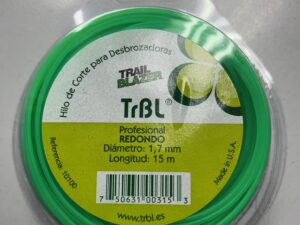 Hilo de Corte para Desbrozadoras
TRAIL
BLAZER
TrBL®
Profesional
REDONDO
Diámetro: 1,7 mm
Longitud: 15 m
Referencia: 10100
Made in U.S.A.
7 50631 00315 3
www.trbl.es